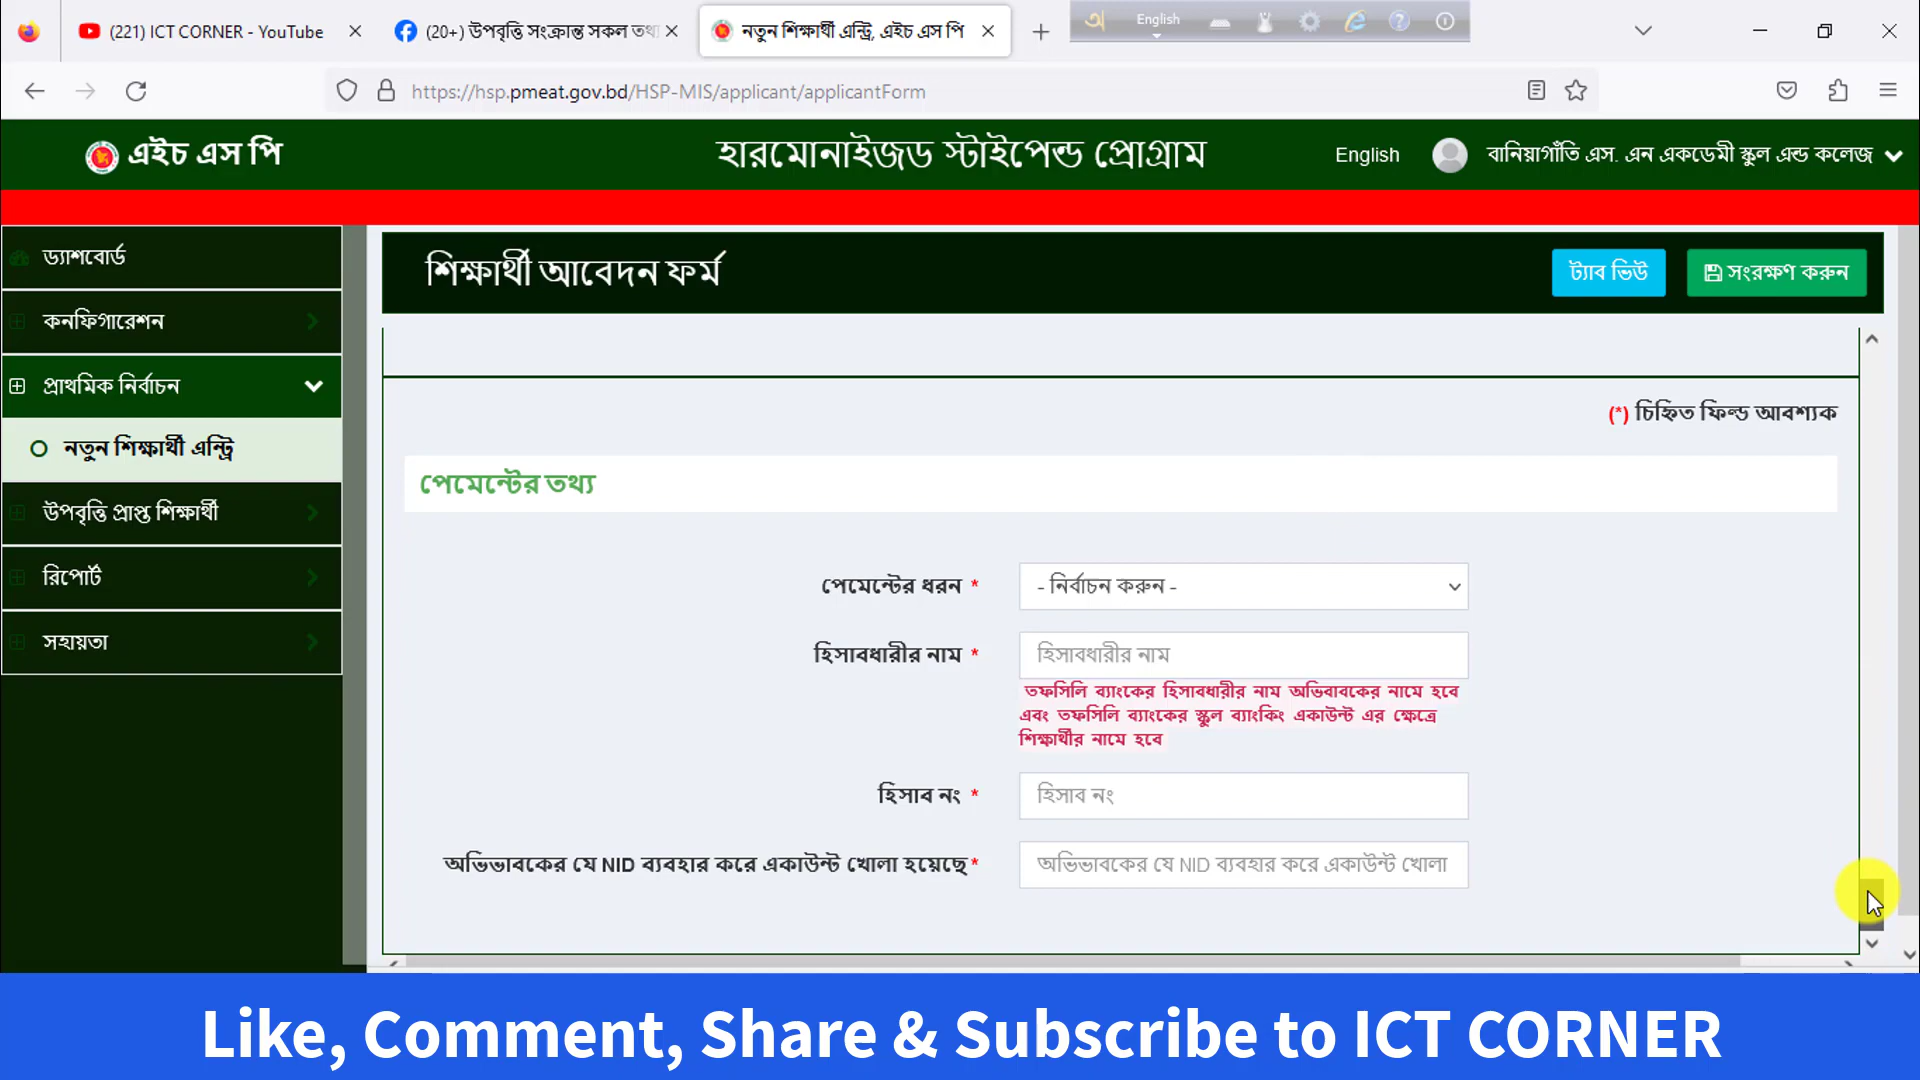 (221) ICT CORNER - YouTube
(20+) উপবৃত্তি সংক্রান্ত সকল তথ্য
নতুন শিক্ষার্থী এন্ট্রি, এইচ এস পি
অ English
https://hsp.pmeat.gov.bd/HSP-MIS/applicant/applicantForm
এইচ এস পি
হারমোনাইজড স্টাইপেন্ড প্রোগ্রাম
English
বানিয়াগাঁতি এস. এন একাডেমী স্কুল এন্ড কলেজ
ড্যাশবোর্ড
কনফিগারেশন
প্রাথমিক নির্বাচন
নতুন শিক্ষার্থী এন্ট্রি
উপবৃত্তি প্রাপ্ত শিক্ষার্থী
রিপোর্ট
সহায়তা
শিক্ষার্থী আবেদন ফর্ম
ট্যাব ভিউ
সংরক্ষণ করুন
(*) চিহ্নিত ফিল্ড আবশ্যক
পেমেন্টের তথ্য
পেমেন্টের ধরন *
- নির্বাচন করুন -
হিসাবধারীর নাম *
হিসাবধারীর নাম
তফসিলি ব্যাংকের হিসাবধারীর নাম অভিবাবকের নামে হবে
এবং তফসিলি ব্যাংকের স্কুল ব্যাংকিং একাউন্ট এর ক্ষেত্রে
শিক্ষার্থীর নামে হবে
হিসাব নং *
হিসাব নং
অভিভাবকের যে NID ব্যবহার করে একাউন্ট খোলা হয়েছে*
অভিভাবকের যে NID ব্যবহার করে একাউন্ট খোলা
Like, Comment, Share & Subscribe to ICT CORNER